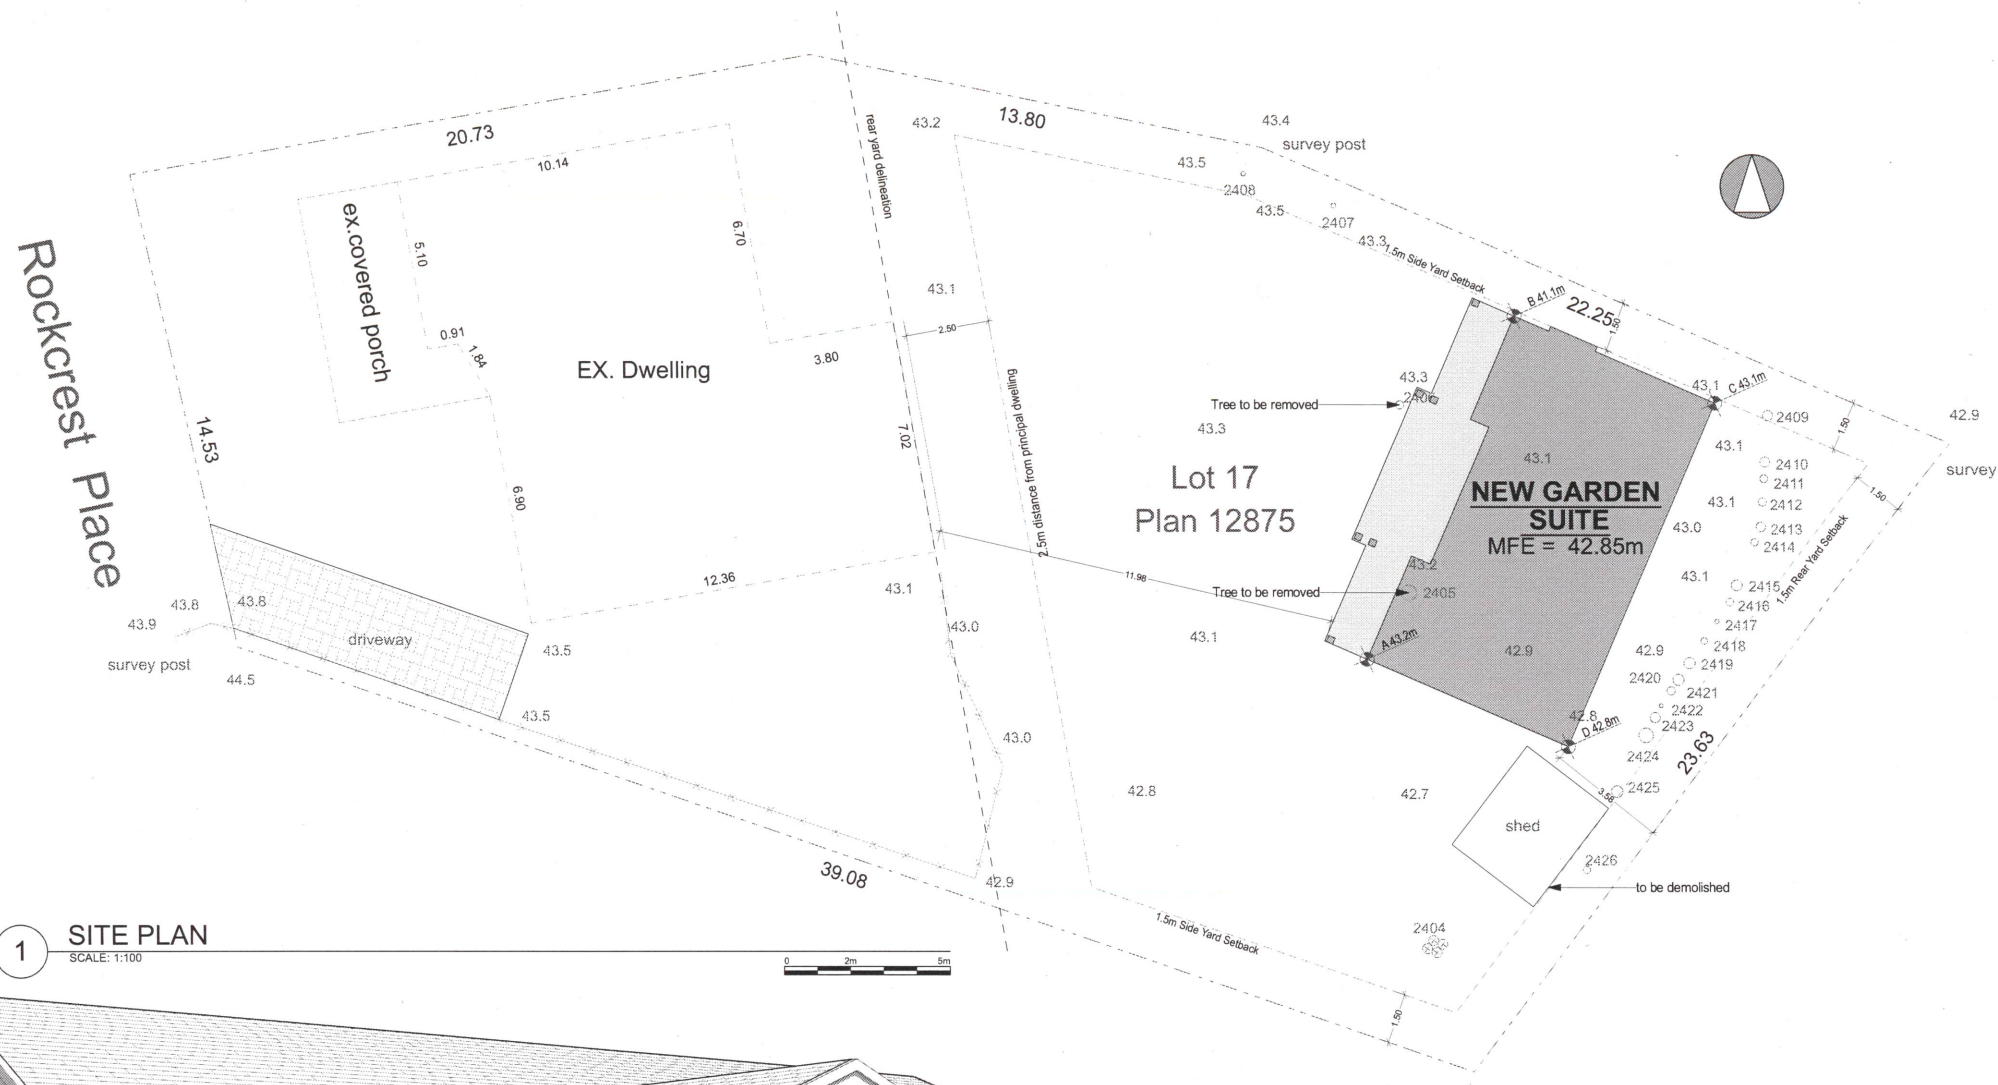 Rockcrest Place
20.73
13.80
43.2
43.4
survey post
43.5
2408
43.5
2407
43.3
1.5m Side Yard Setback
rear yard delineation
10.14
6.70
ex.covered porch
5.10
0.91
1.84
EX. Dwelling
3.80
43.1
2.50
14.53
7.02
6.90
12.36
2.5m distance from principal dwelling
B 41.1m
22.25
1.50
43.1
C 43.1m
2409
42.9
survey
1.50
1.50
43.3
Tree to be removed
43.3
Lot 17
Plan 12875
43.1
NEW GARDEN
SUITE
MFE = 42.85m
43.1
2410
2411
43.1
2412
43.0
2413
2414
43.1
2415
2416
1.5m Rear Yard Setback
2417
2418
42.9
2419
2420
2421
2422
2423
2424
2425
23.63
11.98
43.2
Tree to be removed
2405
A 43.2m
43.1
42.9
42.8
D 42.8m
3.58
43.8
43.8
43.9
driveway
survey post
44.5
43.5
43.5
43.1
43.0
43.0
42.8
42.7
shed
2426
to be demolished
39.08
42.9
1.5m Side Yard Setback
2404
1.50
1
SITE PLAN
SCALE: 1:100
0 2m 5m